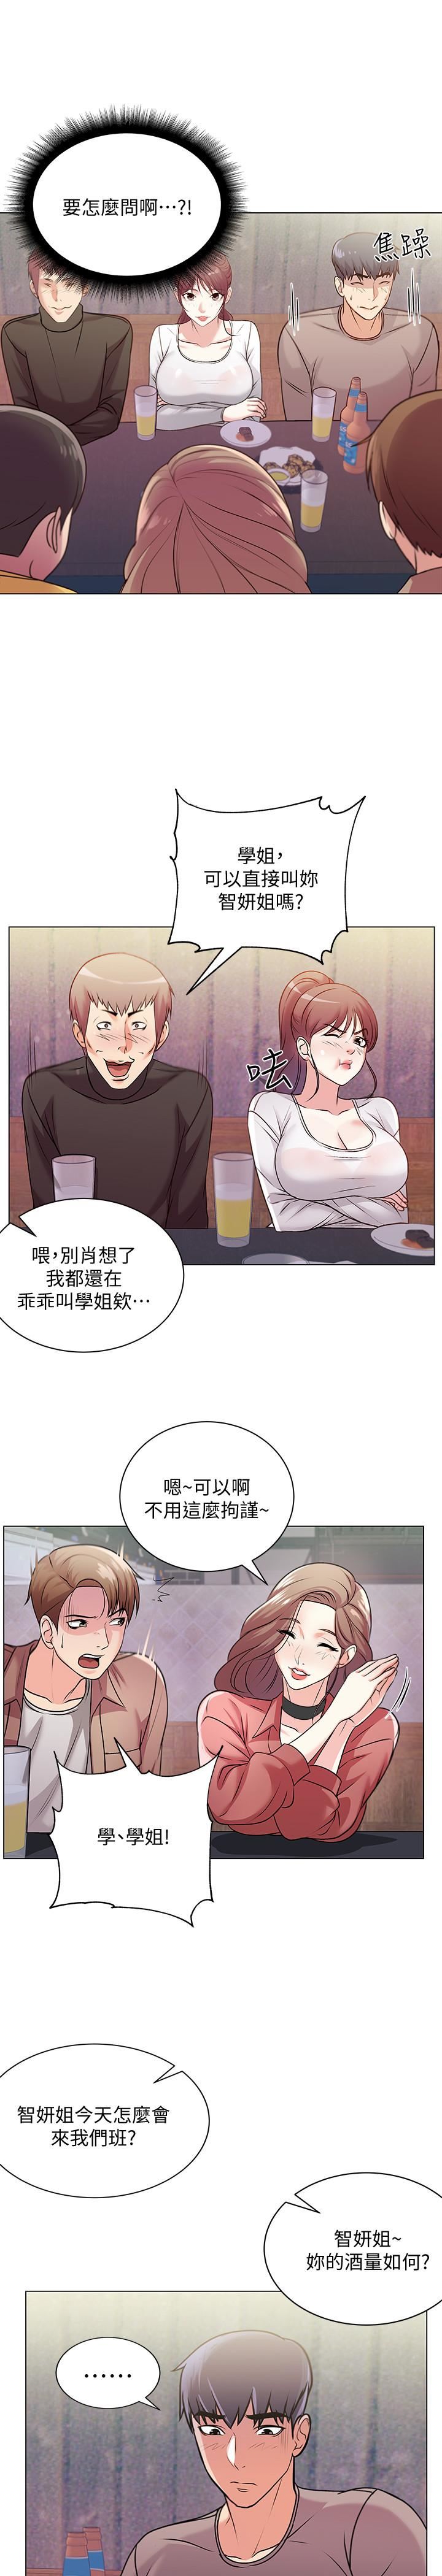 要怎麼問啊…?!
焦躁
學姐,
可以直接叫妳
智妍姐嗎?
呿
喂,別肖想了
我都還在
乖乖叫學姐欸…
嗯~可以啊
不用這麼拘謹~
學、學姐!
智妍姐今天怎麼會
來我們班?
智妍姐~
妳的酒量如何?
……